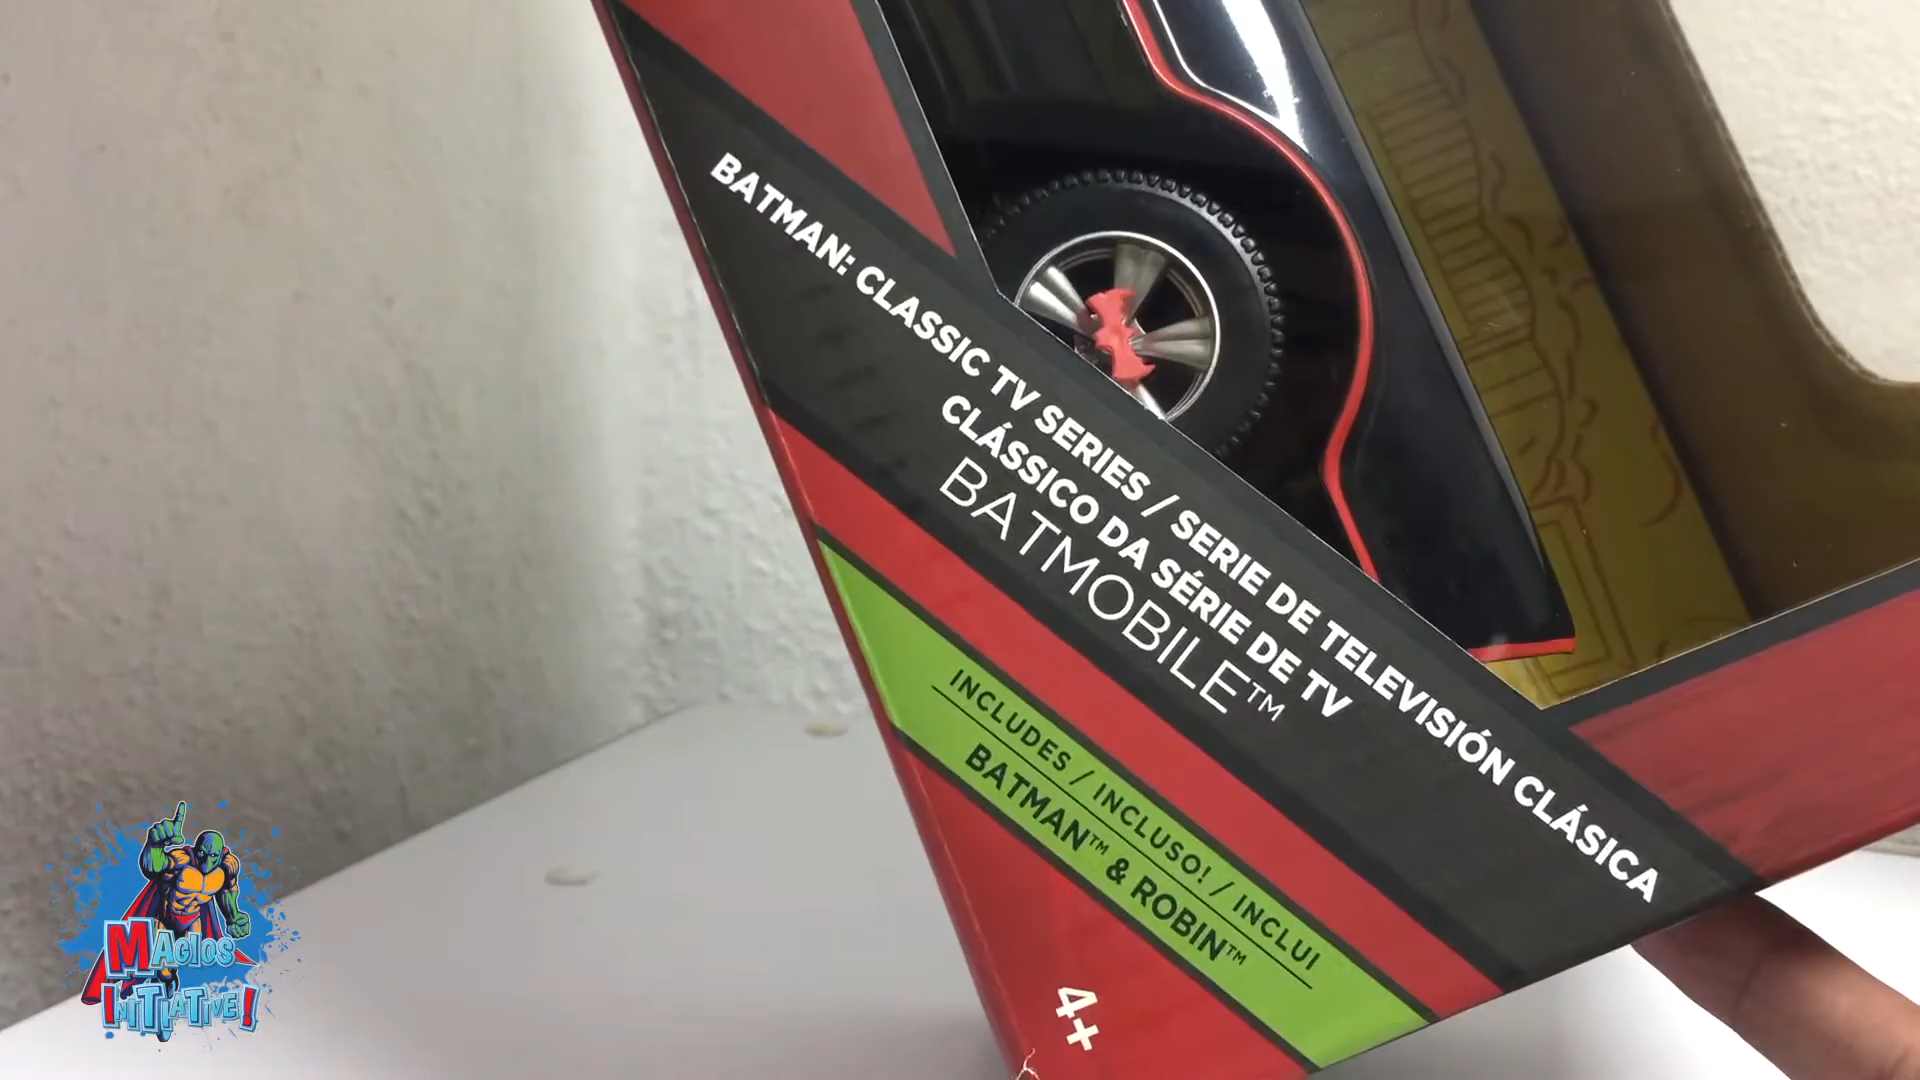 BATMAN: CLASSIC TV SERIES / SERIE DE TELEVISIÓN CLÁSICA
CLÁSSICO DA SÉRIE DE TV
BATMOBILE™
INCLUDES / INCLUSO! / INCLUI
BATMAN™ & ROBIN™
4+
MAGIOS
INITIATIVE!